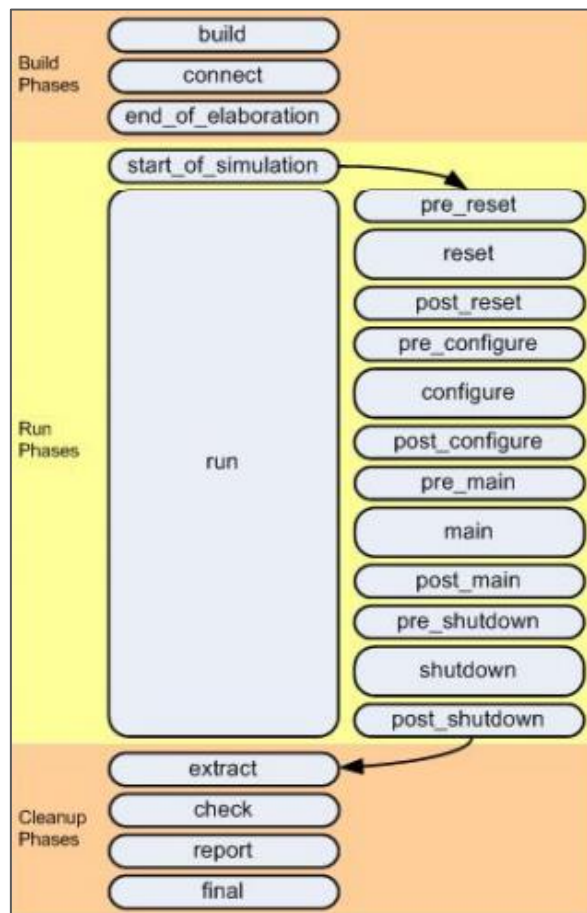 Build
Phases
build
connect
end_of_elaboration
Run
Phases
start_of_simulation
run
pre_reset
reset
post_reset
pre_configure
configure
post_configure
pre_main
main
post_main
pre_shutdown
shutdown
post_shutdown
Cleanup
Phases
extract
check
report
final